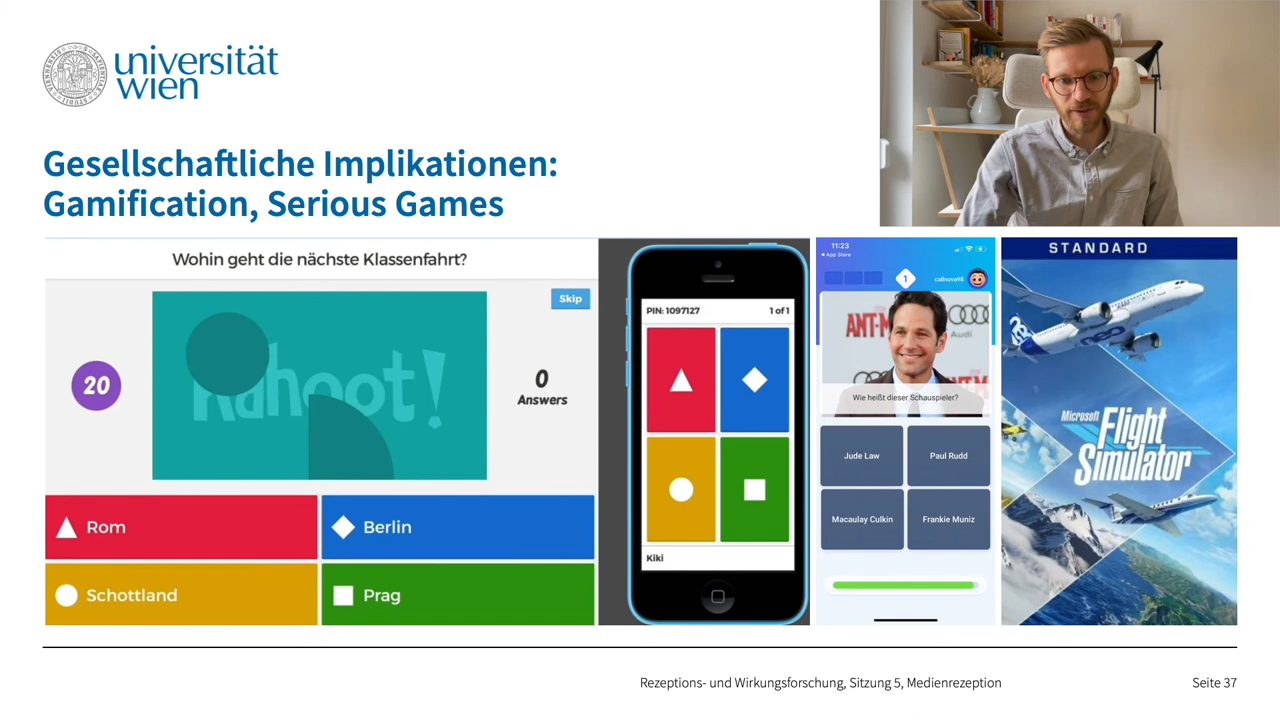 universität
wien
Gesellschaftliche Implikationen:
Gamification, Serious Games
Wohin geht die nächste Klassenfahrt?
Skip
20
Kahoot!
0
Answers
Rom
Berlin
Schottland
Prag
PIN: 1097127 1 of 1
Kiki
11:23
App Store
1
callnova98
ANT-M
Audi
Wie heißt dieser Schauspieler?
Jude Law
Paul Rudd
Macaulay Culkin
Frankie Muniz
STANDARD
Microsoft
Flight
Simulator
Rezeptions- und Wirkungsforschung, Sitzung 5, Medienrezeption
Seite 37